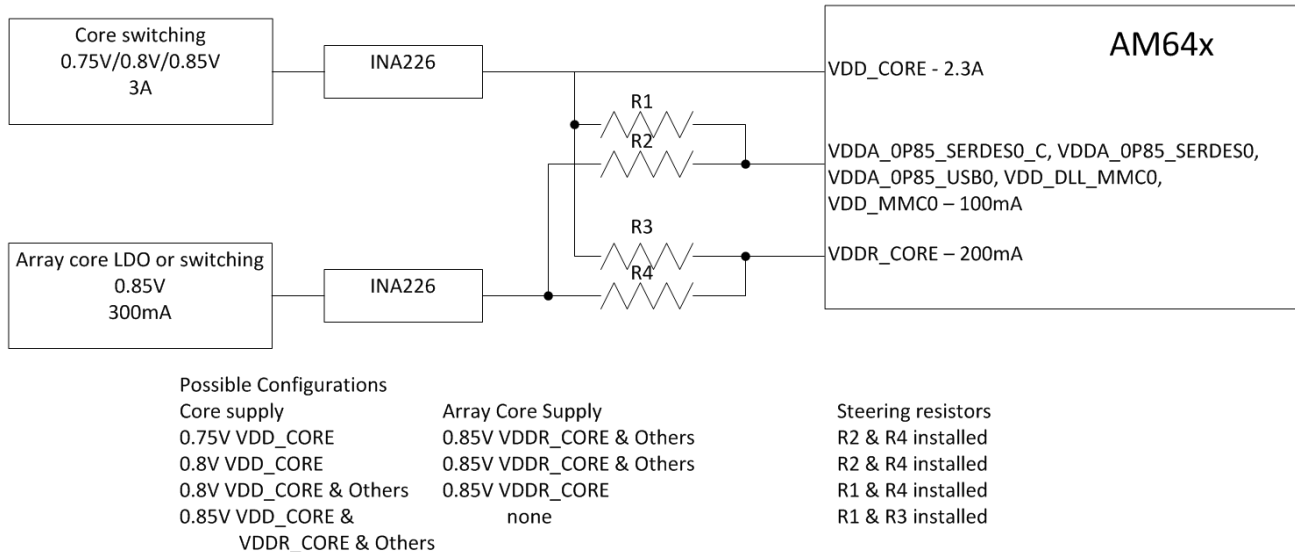 Core switching
0.75V/0.8V/0.85V
3A
INA226
AM64x
VDD_CORE - 2.3A
R1
R2
VDDA_0P85_SERDES0_C, VDDA_0P85_SERDES0,
VDDA_0P85_USB0, VDD_DLL_MMC0,
VDD_MMC0 – 100mA
R3
R4
VDDR_CORE – 200mA
Array core LDO or switching
0.85V
300mA
INA226
Possible Configurations
Core supply Array Core Supply Steering resistors
0.75V VDD_CORE 0.85V VDDR_CORE & Others R2 & R4 installed
0.8V VDD_CORE 0.85V VDDR_CORE & Others R2 & R4 installed
0.8V VDD_CORE & Others 0.85V VDDR_CORE R1 & R4 installed
0.85V VDD_CORE & none R1 & R3 installed
VDDR_CORE & Others